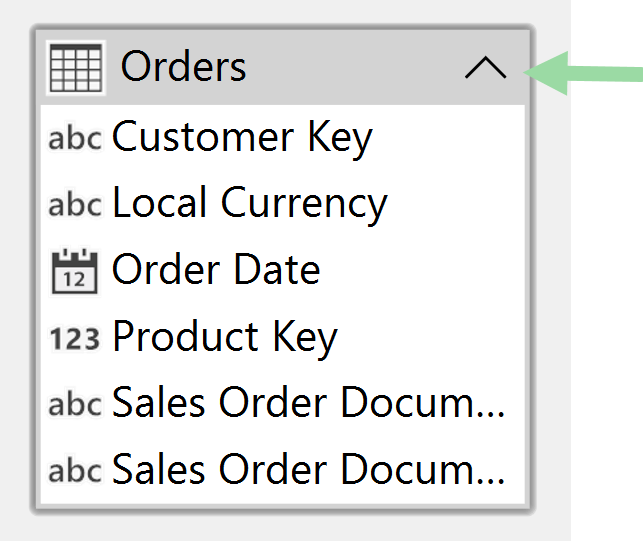 Orders
abc Customer Key
abc Local Currency
12 Order Date
123 Product Key
abc Sales Order Docum...
abc Sales Order Docum...